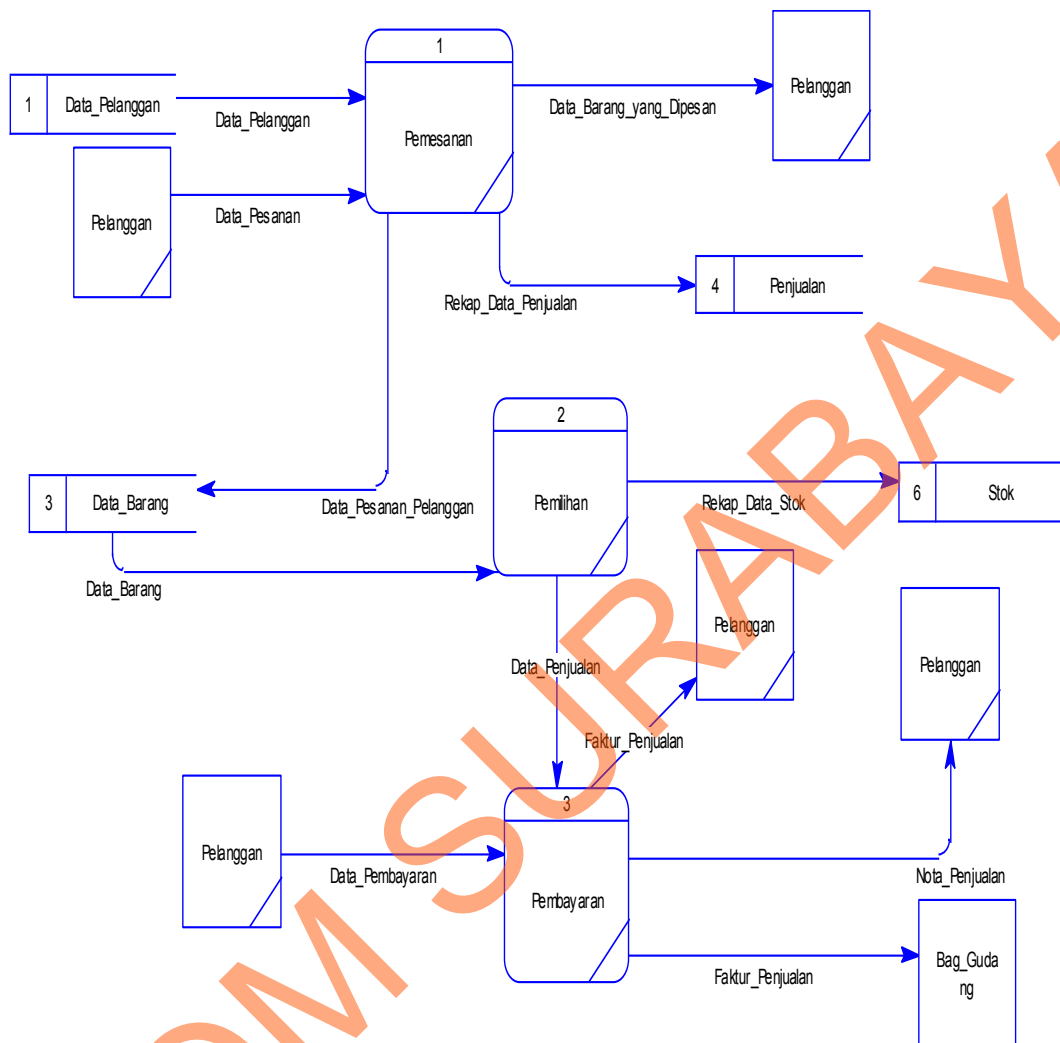 1
Pelanggan
1
Data_Pelanggan
Data_Barang_yang_Dipesan
Data_Pelanggan
Pemesanan
Pelanggan
Data_Pesanan
4
Penjualan
Rekap_Data_Penjualan
2
3
Data_Barang
Data_Pesanan_Pelanggan
Pemilihan
Rekap_Data_Stok
6
Stok
Data_Barang
Pelanggan
Data_Penjualan
Pelanggan
Faktur_Penjualan
3
Pelanggan
Data_Pembayaran
Pembayaran
Nota_Penjualan
Faktur_Penjualan
Bag_Guda
ng
OM SURABAYA